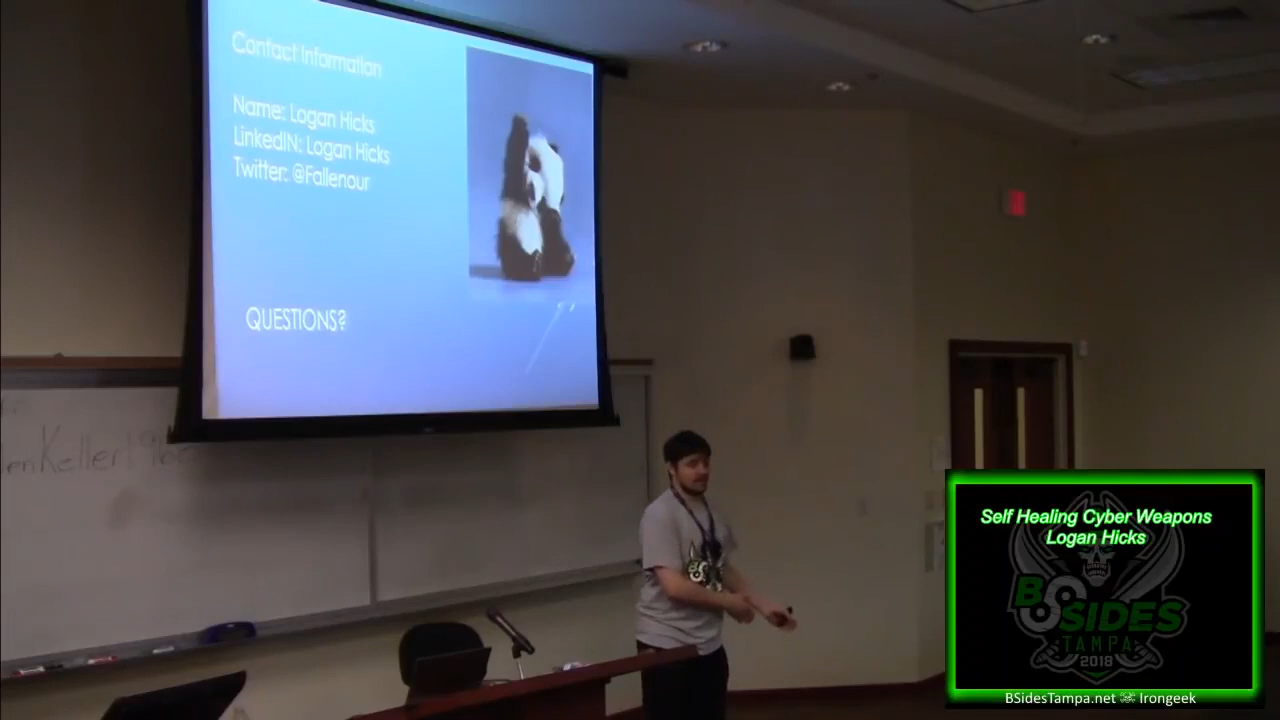 Contact Information
Name: Logan Hicks
LinkedIN: Logan Hicks
Twitter: @Fallenour
QUESTIONS?
Self Healing Cyber Weapons
Logan Hicks
BSIDES
TAMPA
2018
BSidesTampa.net Irongeek